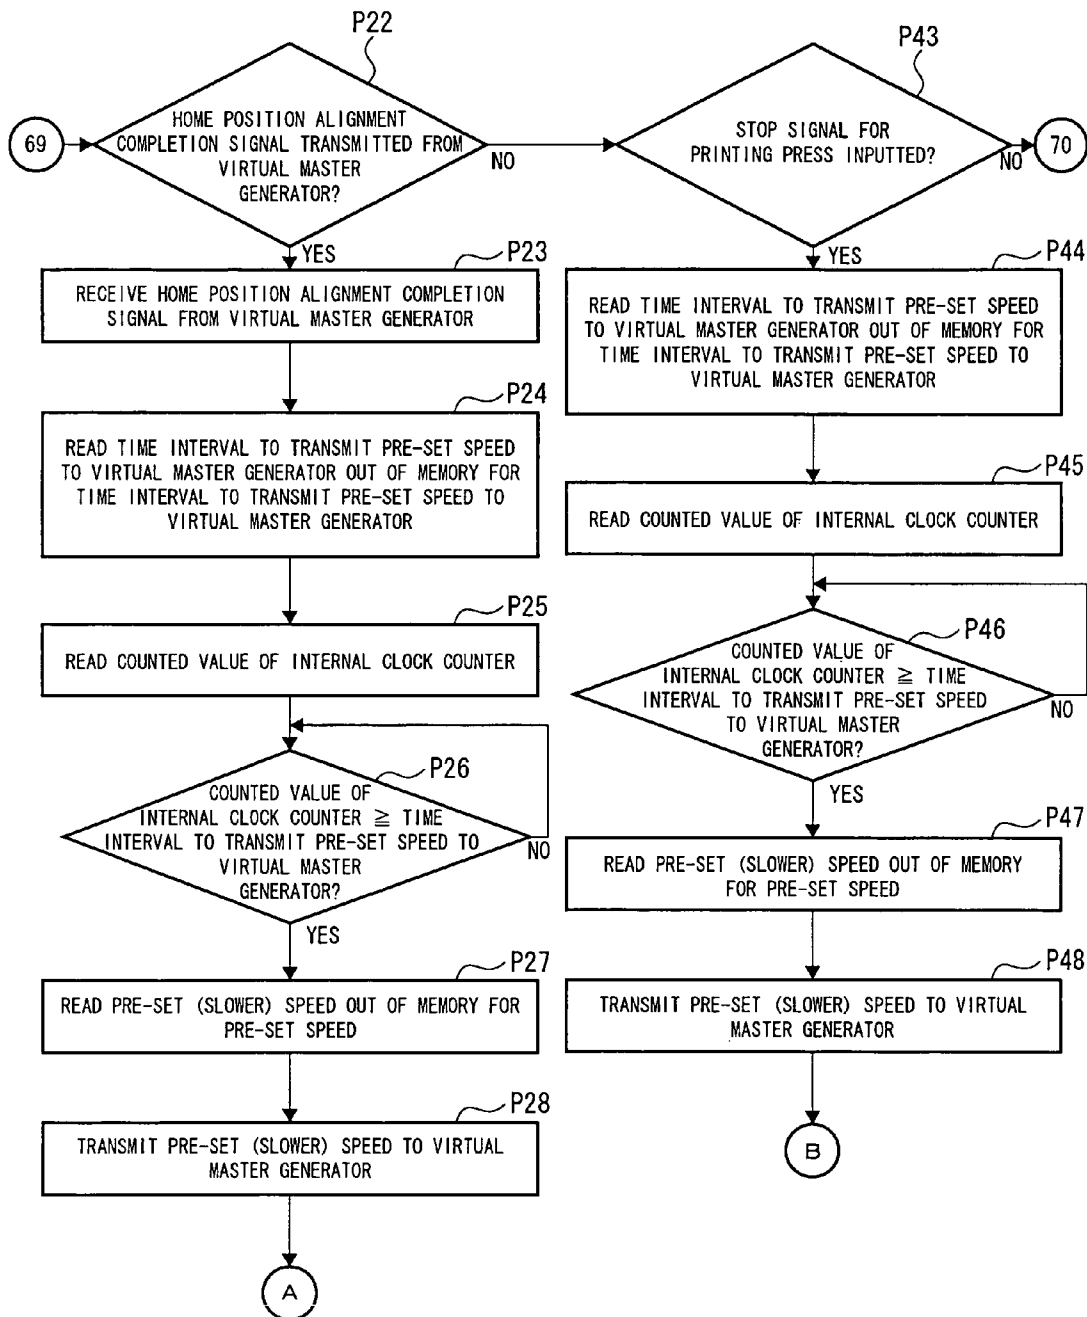 P22
HOME POSITION ALIGNMENT
COMPLETION SIGNAL TRANSMITTED FROM
VIRTUAL MASTER
GENERATOR?
69
NO
YES
P23
RECEIVE HOME POSITION ALIGNMENT COMPLETION
SIGNAL FROM VIRTUAL MASTER GENERATOR
P24
READ TIME INTERVAL TO TRANSMIT PRE-SET SPEED
TO VIRTUAL MASTER GENERATOR OUT OF MEMORY FOR
TIME INTERVAL TO TRANSMIT PRE-SET SPEED TO
VIRTUAL MASTER GENERATOR
P25
READ COUNTED VALUE OF INTERNAL CLOCK COUNTER
P26
COUNTED VALUE OF
INTERNAL CLOCK COUNTER ≧ TIME
INTERVAL TO TRANSMIT PRE-SET SPEED TO
VIRTUAL MASTER
GENERATOR?
NO
YES
P27
READ PRE-SET (SLOWER) SPEED OUT OF MEMORY FOR
PRE-SET SPEED
P28
TRANSMIT PRE-SET (SLOWER) SPEED TO VIRTUAL
MASTER GENERATOR
A
P43
STOP SIGNAL FOR
PRINTING PRESS INPUTTED?
NO
70
YES
P44
READ TIME INTERVAL TO TRANSMIT PRE-SET SPEED
TO VIRTUAL MASTER GENERATOR OUT OF MEMORY FOR
TIME INTERVAL TO TRANSMIT PRE-SET SPEED TO
VIRTUAL MASTER GENERATOR
P45
READ COUNTED VALUE OF INTERNAL CLOCK COUNTER
P46
COUNTED VALUE OF
INTERNAL CLOCK COUNTER ≧ TIME
INTERVAL TO TRANSMIT PRE-SET SPEED
TO VIRTUAL MASTER
GENERATOR?
NO
YES
P47
READ PRE-SET (SLOWER) SPEED OUT OF MEMORY
FOR PRE-SET SPEED
P48
TRANSMIT PRE-SET (SLOWER) SPEED TO VIRTUAL
MASTER GENERATOR
B